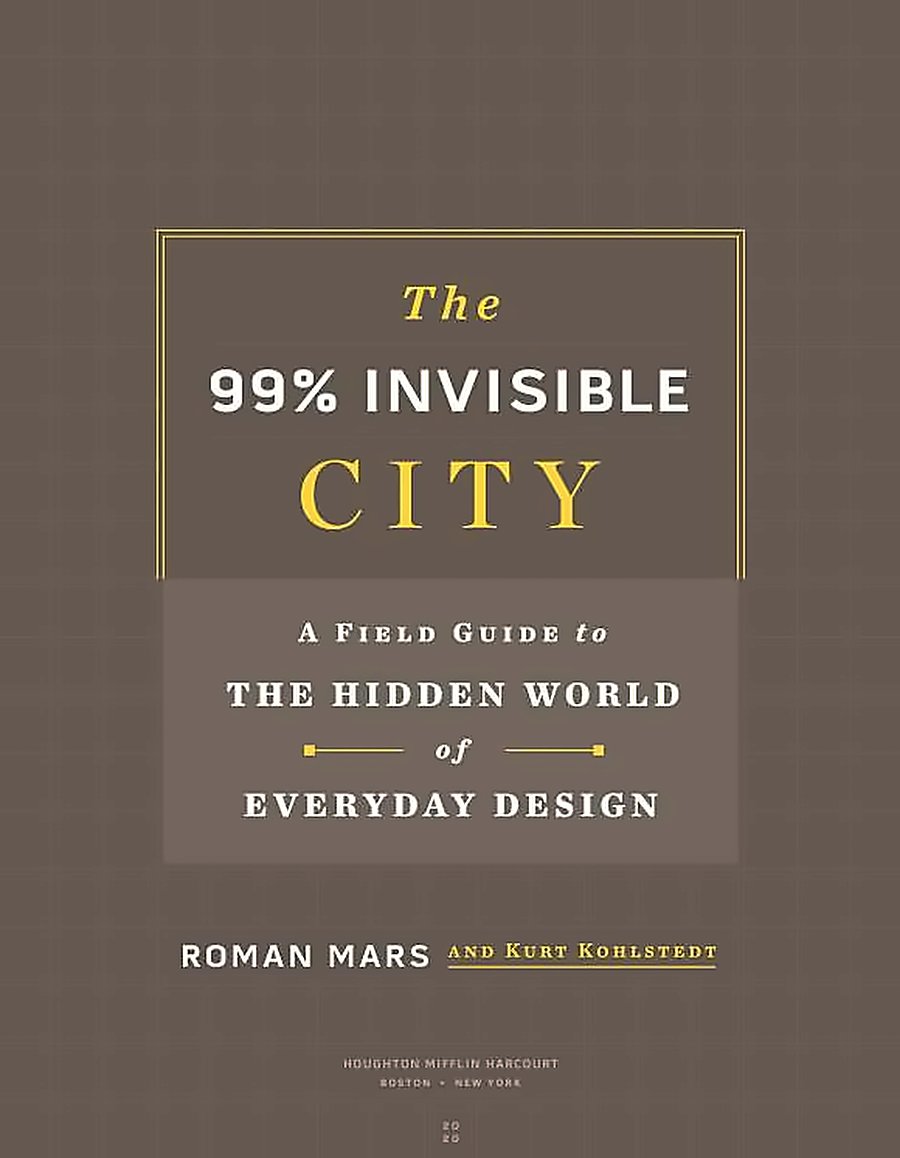 The
99% INVISIBLE
CITY
A FIELD GUIDE to
THE HIDDEN WORLD
of
EVERYDAY DESIGN
ROMAN MARS AND KURT KOHLSTEDT
HOUGHTON MIFFLIN HARCOURT
BOSTON • NEW YORK
20
20